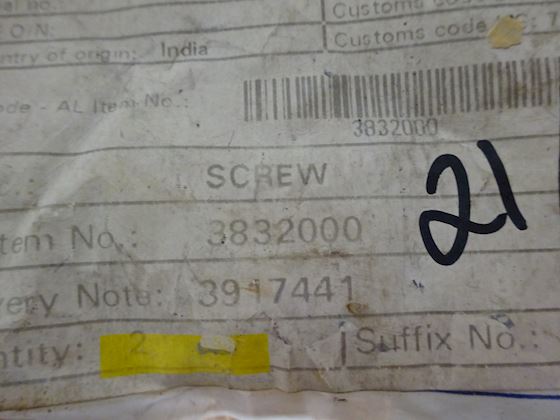 Customs
O/N:
Customs code
ntry of origin: India
ode - AL Item No.:
3832000
SCREW
tem No.: 3832000
21
very Note: 3917441
ntity: 2
Suffix No.: